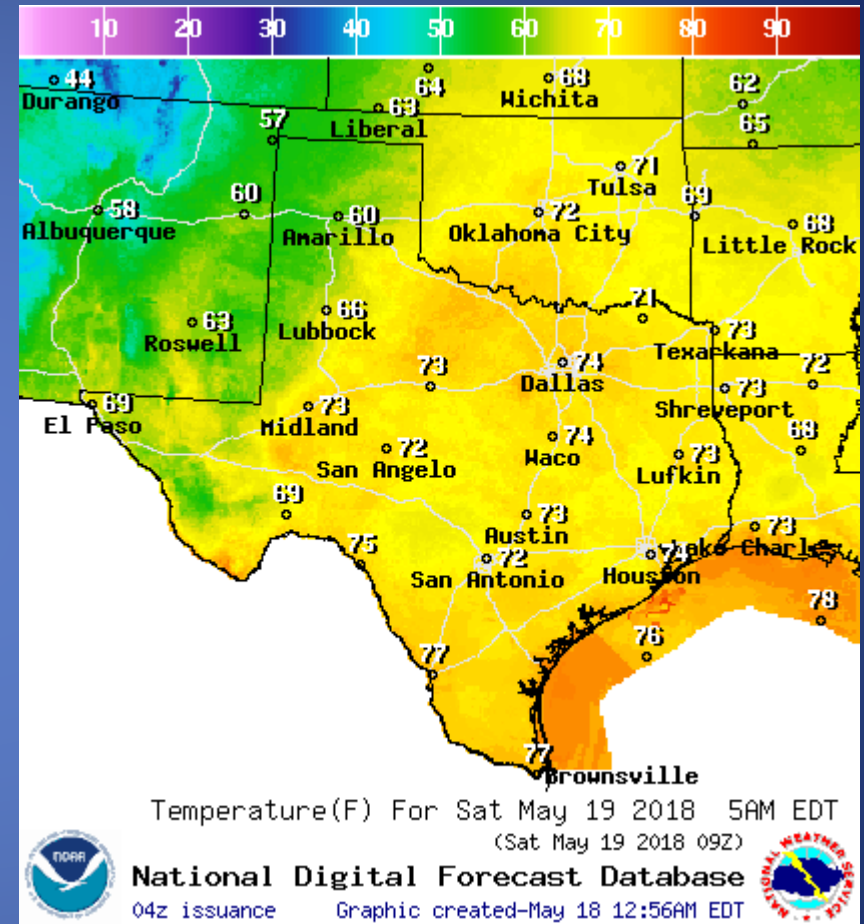 10 20 30 40 50 60 70 80 90
44
Durango
64
68
Wichita
62
63
Liberal
57
65
71
Tulsa
58
Albuquerque
60
60
Amarillo
72
Oklahoma City
69
68
Little Rock
63
Roswell
66
Lubbock
71
73
Texarkana
74
Dallas
73
72
73
Shreveport
69
El Paso
73
Midland
72
San Angelo
74
Waco
73
Lufkin
68
69
73
Austin
73
Lake Charles
75
72
San Antonio
74
Houston
78
76
77
77
Brownsville
Temperature(F) For Sat May 19 2018 5AM EDT
(Sat May 19 2018 09Z)
NOAA
National Digital Forecast Database
NATIONAL WEATHER SERVICE
04z issuance Graphic created-May 18 12:56AM EDT